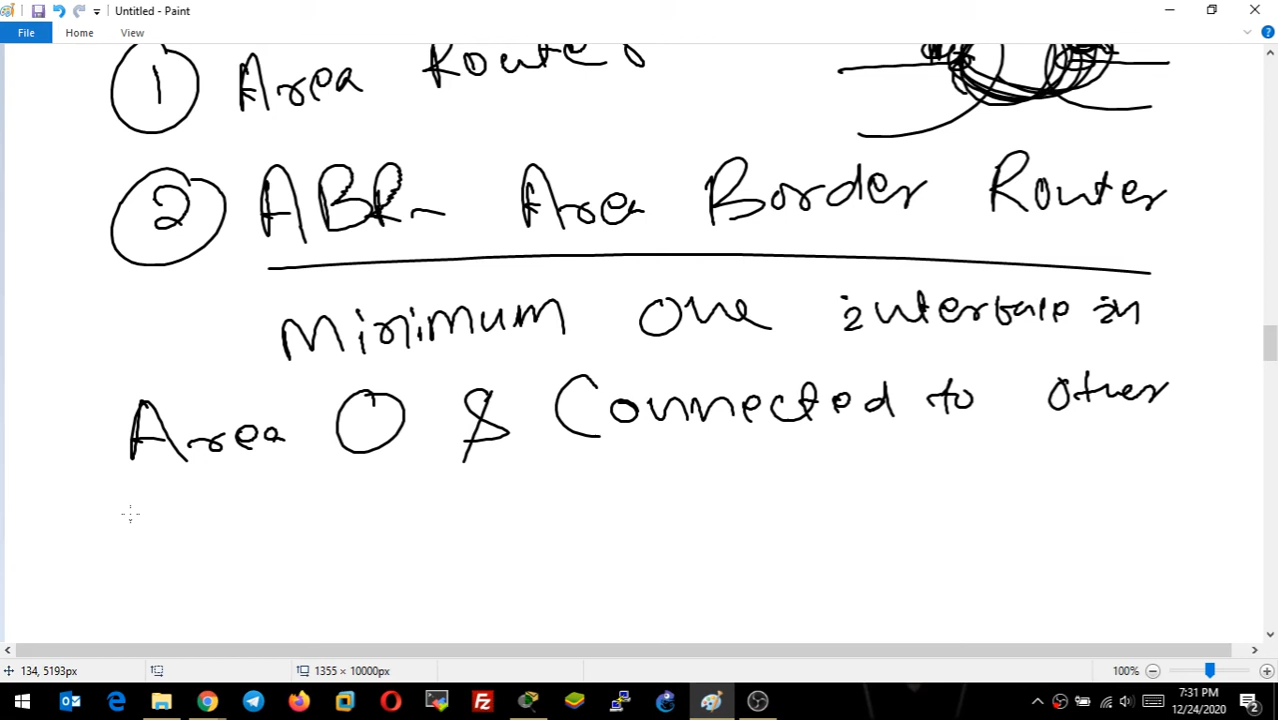 Untitled - Paint
File Home View
① Area Router
② ABR- Area Border Router
Minimum one interface in
Area 0 & Connected to other
134, 5193px 1355 × 10000px 100%
7:31 PM
12/24/2020
2